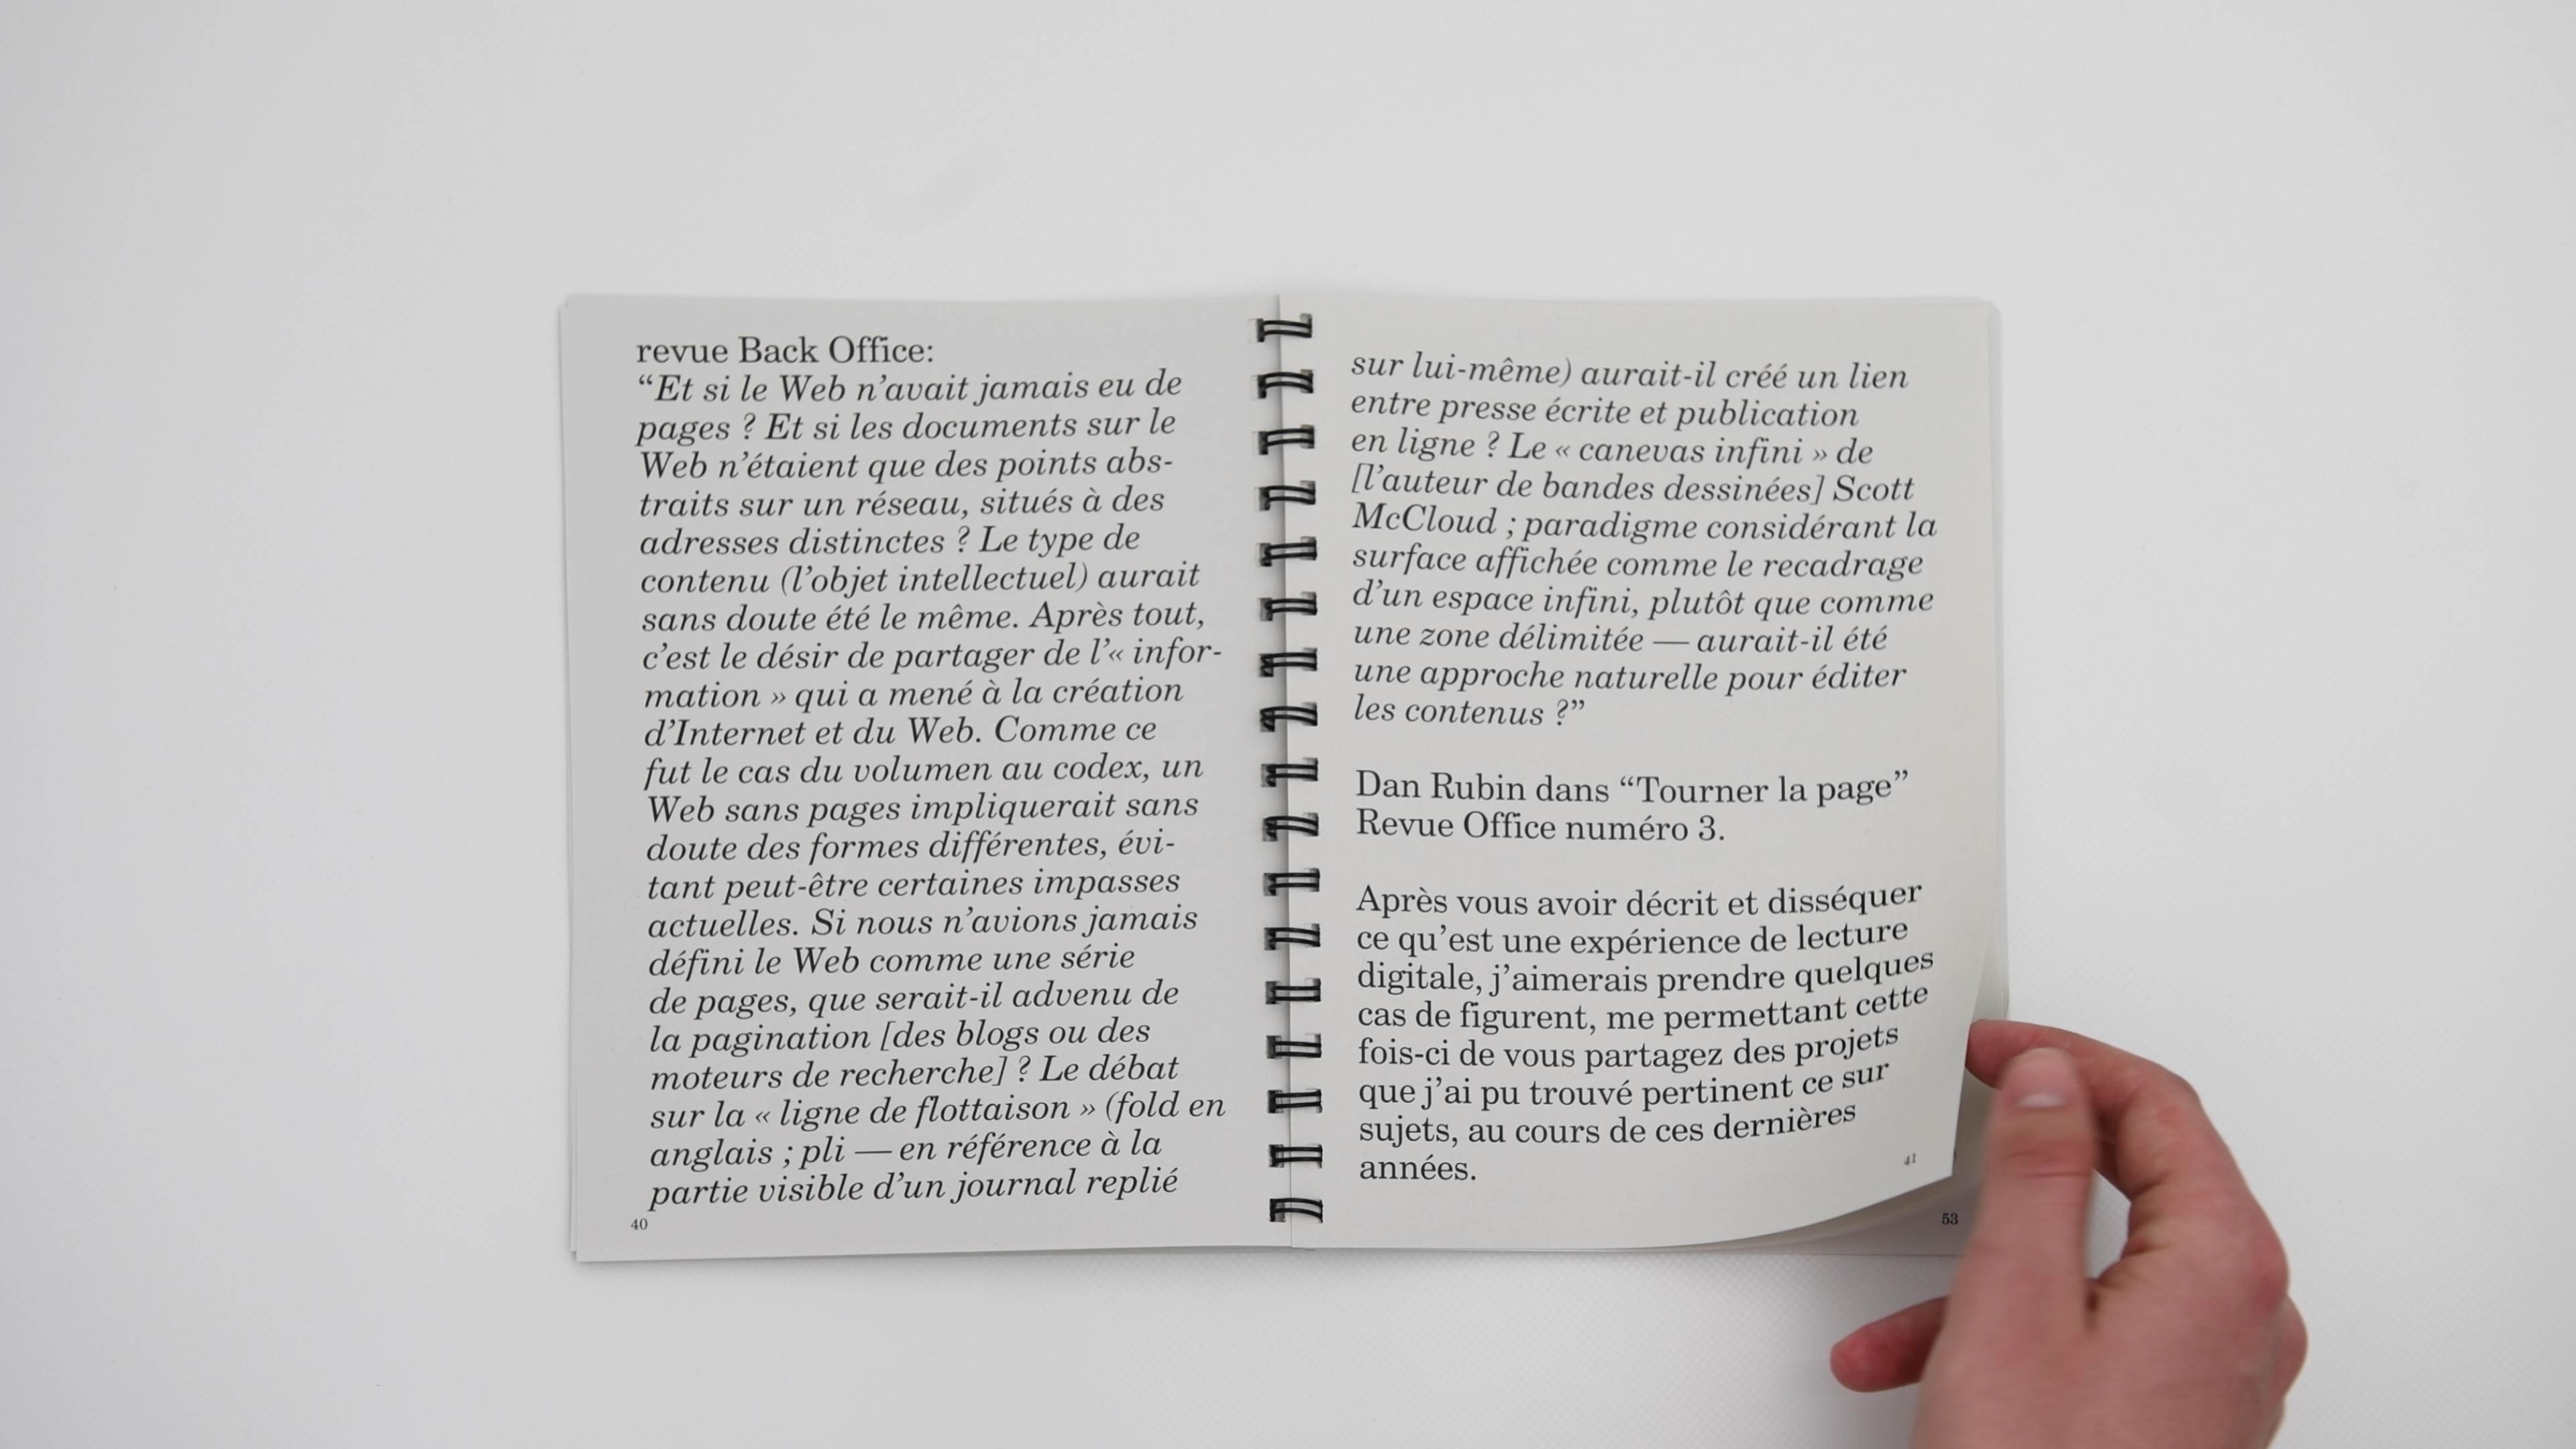 revue Back Office:
“Et si le Web n’avait jamais eu de
pages ? Et si les documents sur le
Web n’étaient que des points abs-
traits sur un réseau, situés à des
adresses distinctes ? Le type de
contenu (l’objet intellectuel) aurait
sans doute été le même. Après tout,
c’est le désir de partager de l’« infor-
mation » qui a mené à la création
d’Internet et du Web. Comme ce
fut le cas du volumen au codex, un
Web sans pages impliquerait sans
doute des formes différentes, évi-
tant peut-être certaines impasses
actuelles. Si nous n’avions jamais
défini le Web comme une série
de pages, que serait-il advenu de
la pagination [des blogs ou des
moteurs de recherche] ? Le débat
sur la « ligne de flottaison » (fold en
anglais ; pli — en référence à la
partie visible d’un journal replié
40
sur lui-même) aurait-il créé un lien
entre presse écrite et publication
en ligne ? Le « canevas infini » de
[l’auteur de bandes dessinées] Scott
McCloud ; paradigme considérant la
surface affichée comme le recadrage
d’un espace infini, plutôt que comme
une zone délimitée — aurait-il été
une approche naturelle pour éditer
les contenus ?”
Dan Rubin dans “Tourner la page”
Revue Office numéro 3.
Après vous avoir décrit et disséquer
ce qu’est une expérience de lecture
digitale, j’aimerais prendre quelques
cas de figurent, me permettant cette
fois-ci de vous partagez des projets
que j’ai pu trouvé pertinent ce sur
sujets, au cours de ces dernières
années.
41
53